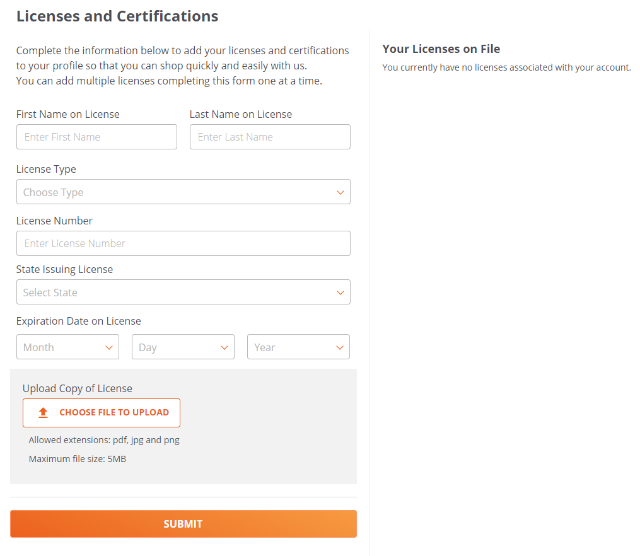 Licenses and Certifications
Complete the information below to add your licenses and certifications
to your profile so that you can shop quickly and easily with us.
You can add multiple licenses completing this form one at a time.
First Name on License
Last Name on License
Enter First Name
Enter Last Name
License Type
Choose Type
License Number
Enter License Number
State Issuing License
Select State
Expiration Date on License
Month
Day
Year
Upload Copy of License
CHOOSE FILE TO UPLOAD
Allowed extensions: pdf, jpg and png
Maximum file size: 5MB
SUBMIT
Your Licenses on File
You currently have no licenses associated with your account.